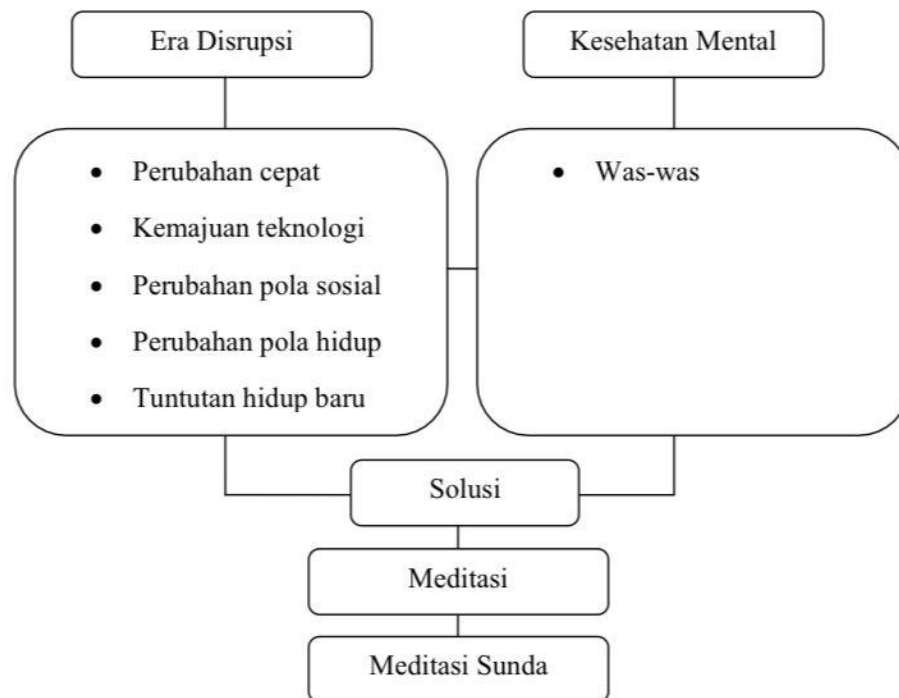 Era Disrupsi
Kesehatan Mental
• Perubahan cepat
• Kemajuan teknologi
• Perubahan pola sosial
• Perubahan pola hidup
• Tuntutan hidup baru
• Was-was
Solusi
Meditasi
Meditasi Sunda